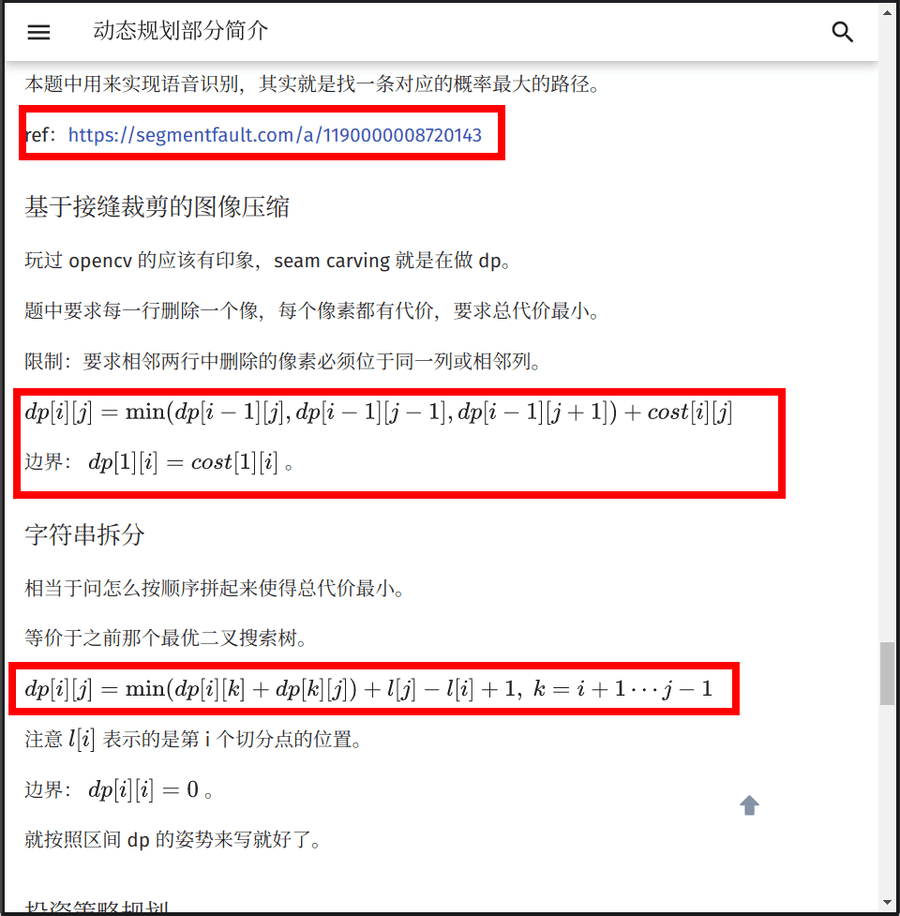 动态规划部分简介
本题中用来实现语音识别，其实就是找一条对应的概率最大的路径。
ref：https://segmentfault.com/a/1190000008720143
基于接缝裁剪的图像压缩
玩过 opencv 的应该有印象，seam carving 就是在做 dp。
题中要求每一行删除一个像，每个像素都有代价，要求总代价最小。
限制：要求相邻两行中删除的像素必须位于同一列或相邻列。
dp[i][j] = min(dp[i − 1][j], dp[i − 1][j − 1], dp[i − 1][j + 1]) + cost[i][j]
边界： dp[1][i] = cost[1][i] 。
字符串拆分
相当于问怎么按顺序拼起来使得总代价最小。
等价于之前那个最优二叉搜索树。
dp[i][j] = min(dp[i][k] + dp[k][j]) + l[j] − l[i] + 1, k = i + 1 ⋯ j − 1
注意 l[i] 表示的是第 i 个切分点的位置。
边界： dp[i][i] = 0 。
就按照区间 dp 的姿势来写就好了。
投资策略规划